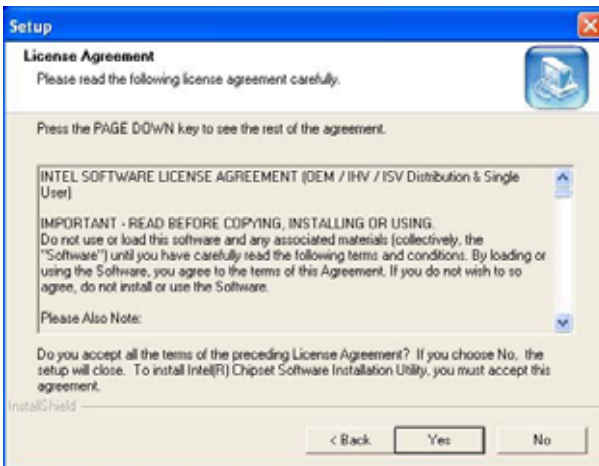 Setup
License Agreement
Please read the following license agreement carefully.
Press the PAGE DOWN key to see the rest of the agreement.
INTEL SOFTWARE LICENSE AGREEMENT (OEM / IHV / ISV Distribution & Single
User)
IMPORTANT - READ BEFORE COPYING, INSTALLING OR USING.
Do not use or load this software and any associated materials (collectively, the
"Software") until you have carefully read the following terms and conditions. By loading or
using the Software, you agree to the terms of this Agreement. If you do not wish to so
agree, do not install or use the Software.
Please Also Note:
Do you accept all the terms of the preceding License Agreement? If you choose No, the
setup will close. To install Intel(R) Chipset Software Installation Utility, you must accept this
agreement.
InstallShield
< Back Yes No